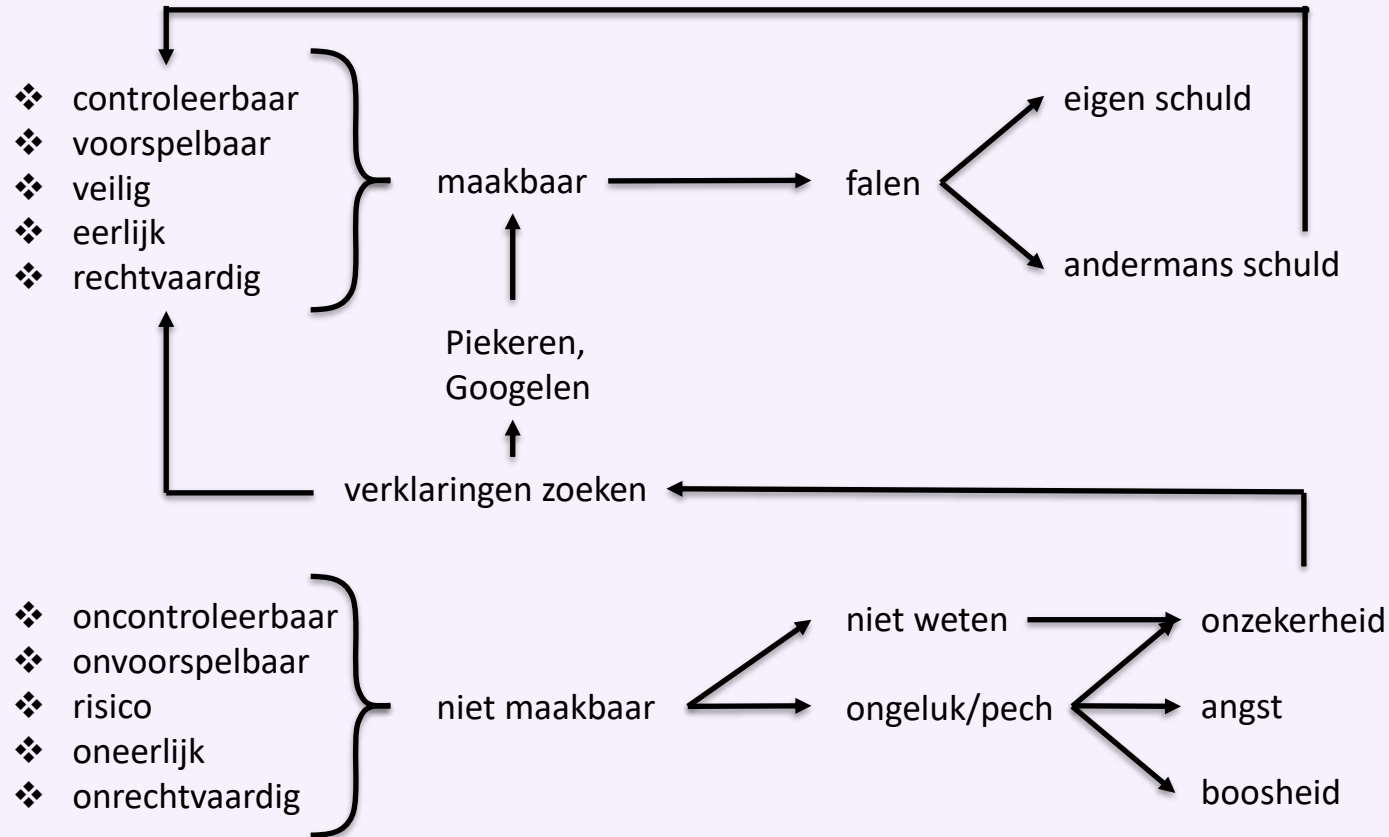 ❖ controleerbaar
❖ voorspelbaar
❖ veilig
❖ eerlijk
❖ rechtvaardig
maakbaar
falen
eigen schuld
andermans schuld
Piekeren,
Googelen
verklaringen zoeken
❖ oncontroleerbaar
❖ onvoorspelbaar
❖ risico
❖ oneerlijk
❖ onrechtvaardig
niet maakbaar
niet weten
ongeluk/pech
onzekerheid
angst
boosheid